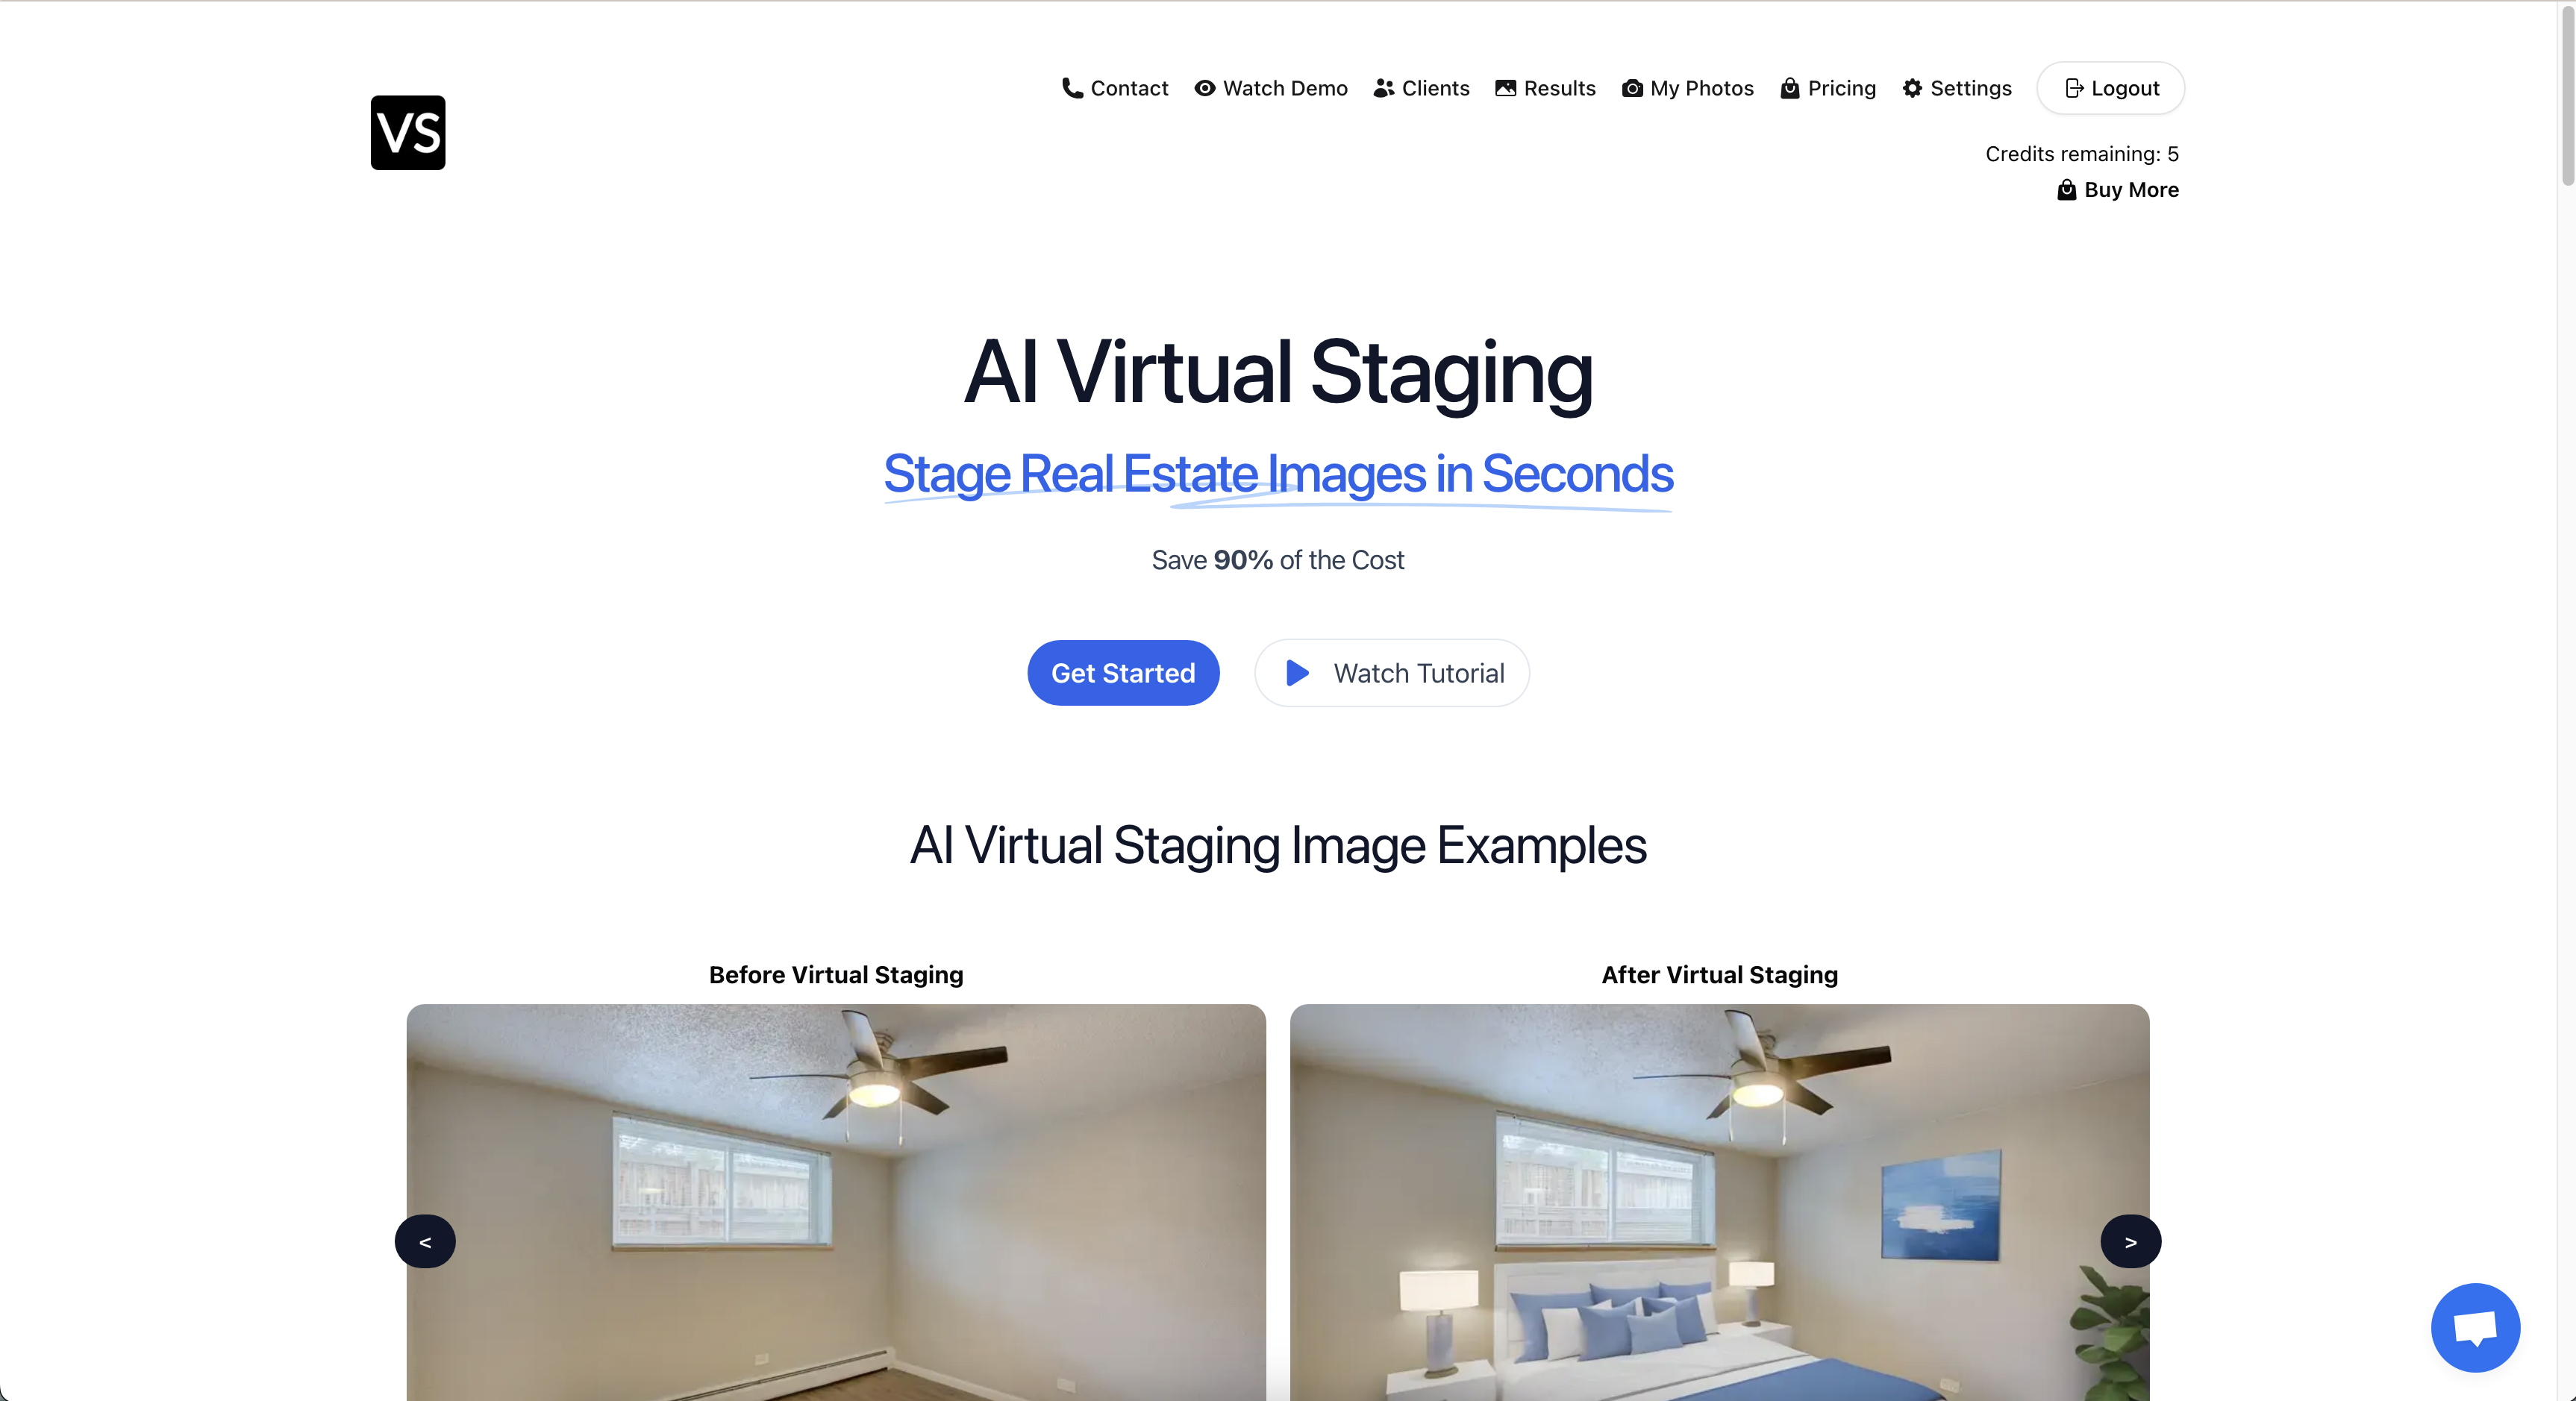 VS
Contact Watch Demo Clients Results My Photos Pricing Settings Logout
Credits remaining: 5
Buy More
AI Virtual Staging
Stage Real Estate Images in Seconds
Save 90% of the Cost
Get Started Watch Tutorial
AI Virtual Staging Image Examples
Before Virtual Staging After Virtual Staging
< >